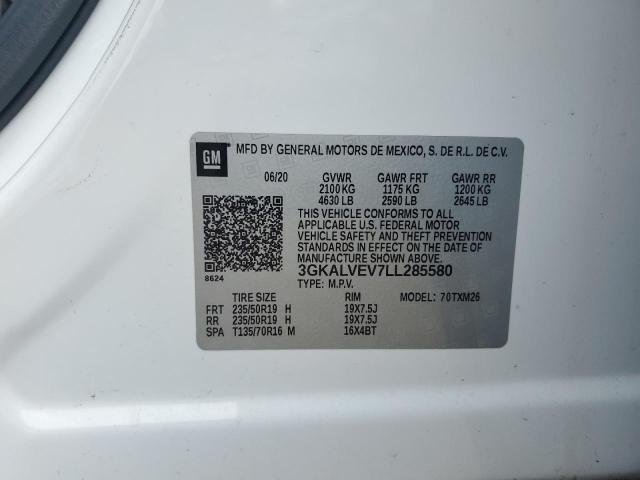 GM MFD BY GENERAL MOTORS DE MEXICO, S. DE R.L. DE C.V.
06/20 GVWR GAWR FRT GAWR RR
2100 KG 1175 KG 1200 KG
4630 LB 2590 LB 2645 LB
THIS VEHICLE CONFORMS TO ALL
APPLICABLE U.S. FEDERAL MOTOR
VEHICLE SAFETY AND THEFT PREVENTION
STANDARDS IN EFFECT ON THE DATE OF
MANUFACTURE SHOWN ABOVE.
3GKALVEV7LL285580
8624
TYPE: M.P.V.
TIRE SIZE RIM MODEL: 70TXM26
FRT 235/50R19 H 19X7.5J
RR 235/50R19 H 19X7.5J
SPA T135/70R16 M 16X4BT